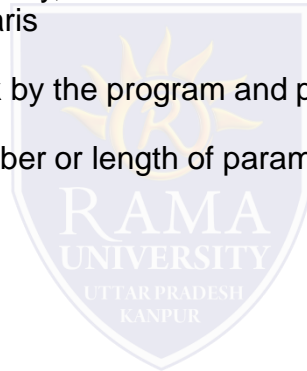 aris
by the program and p
ber or length of param
RAMA
UNIVERSITY
UTTAR PRADESH
KANPUR